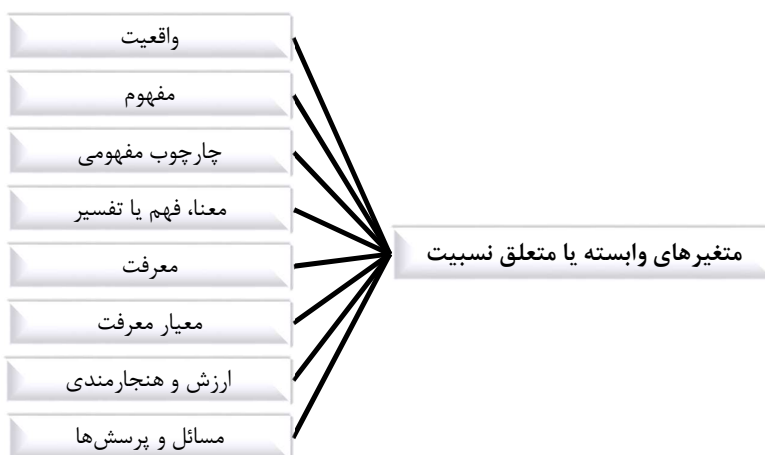 متغیرهای وابسته یا متعلق نسبیت
واقعیت
مفهوم
چارچوب مفهومی
معنا، فهم یا تفسیر
معرفت
معیار معرفت
ارزش و هنجارمندی
مسائل و پرسش‌ها